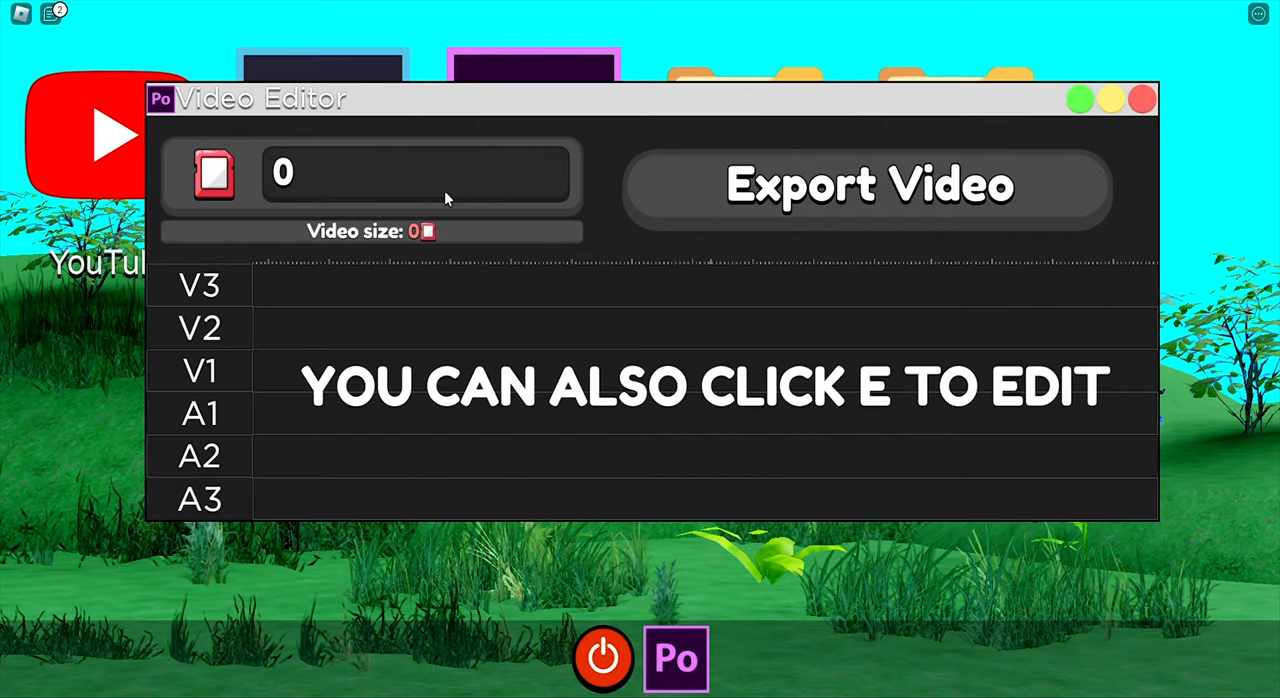 2
Po Video Editor
0
Export Video
Video size: 0
YouTu
V3
V2
V1
YOU CAN ALSO CLICK E TO EDIT
A1
A2
A3
Po